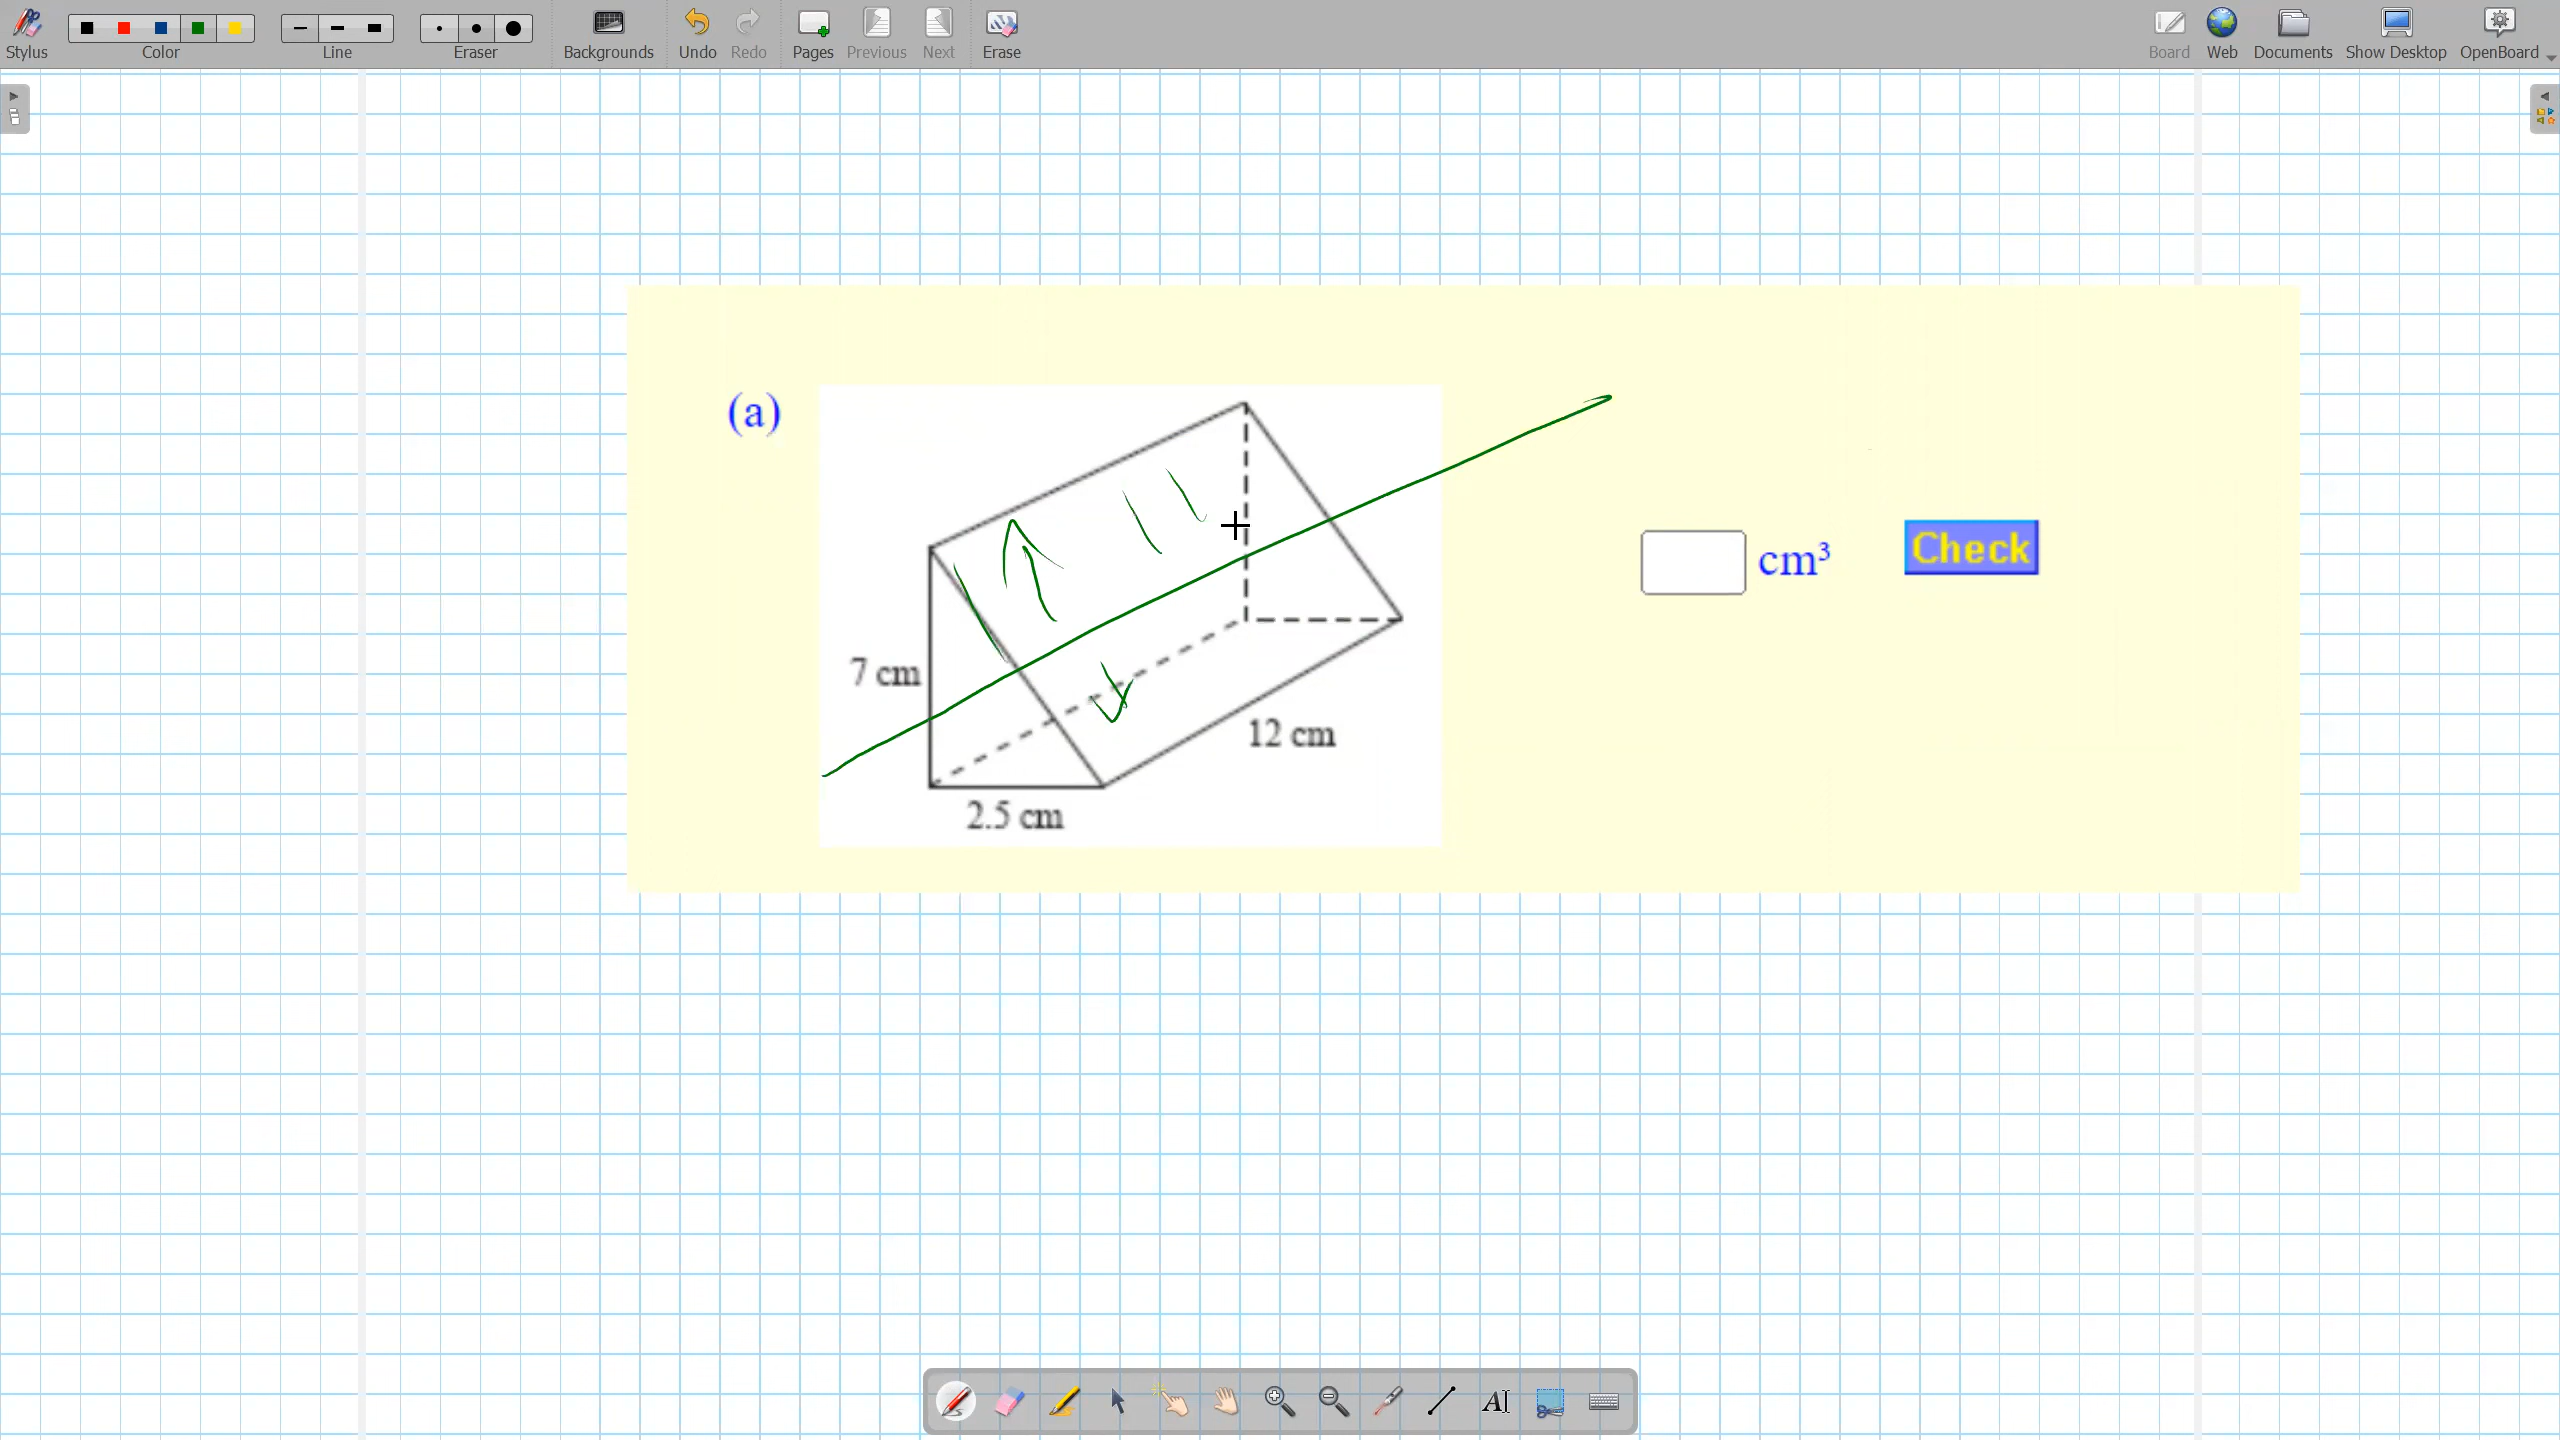 Stylus Color Line Eraser Backgrounds Undo Redo Pages Previous Next Erase Board Web Documents Show Desktop OpenBoard
(a)
7 cm
2.5 cm
12 cm
cm³
Check
AI